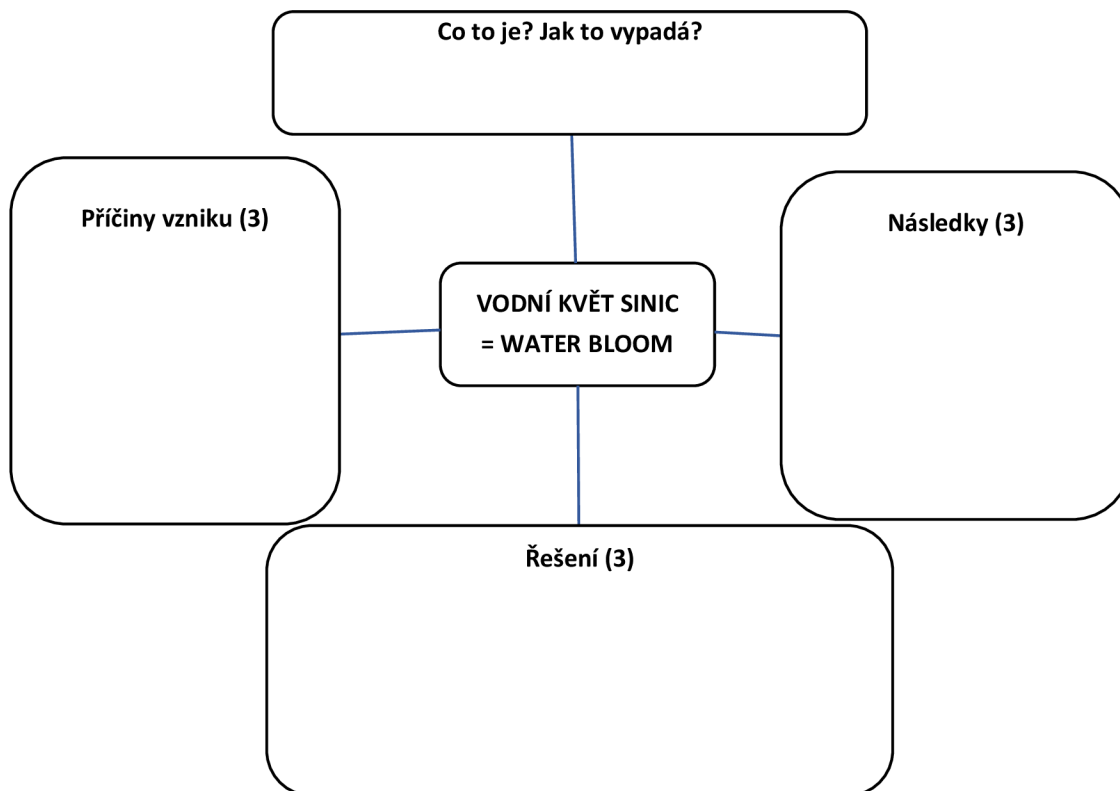 Co to je? Jak to vypadá?
Příčiny vzniku (3)
Následky (3)
VODNÍ KVĚT SINIC
= WATER BLOOM
Řešení (3)